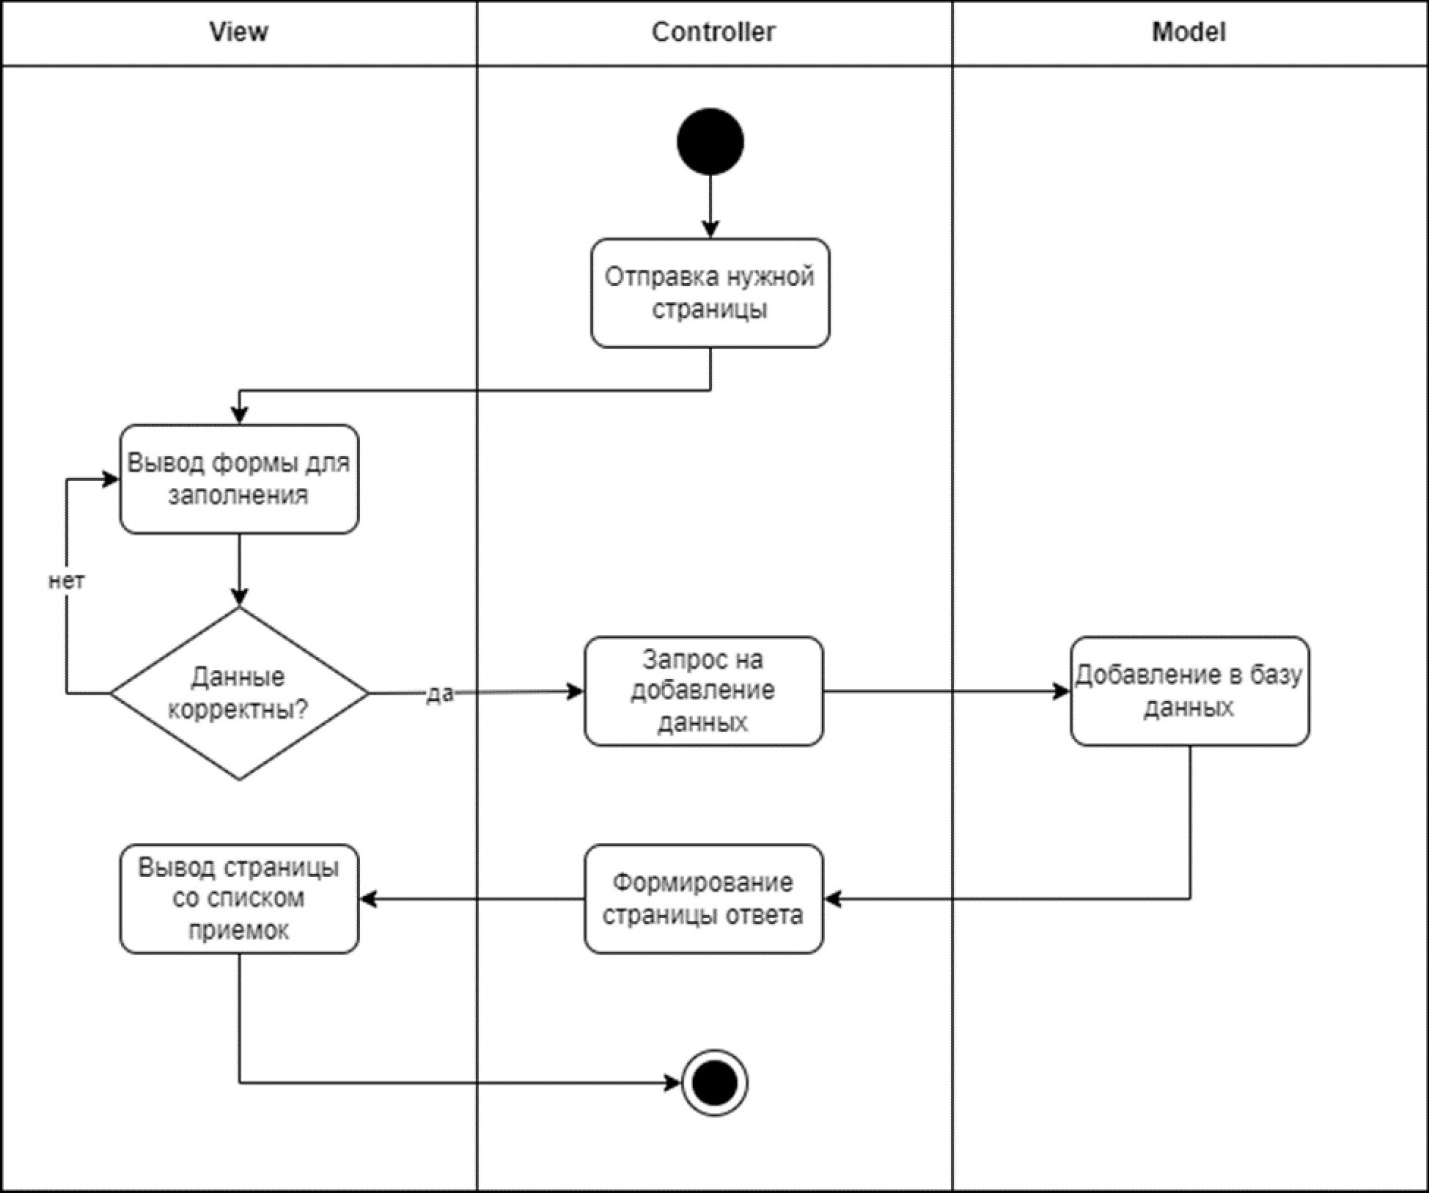 View
Controller
Model
Отправка нужной
страницы
Вывод формы для
заполнения
нет
Данные
корректны?
да
Запрос на
добавление
данных
Добавление в базу
данных
Вывод страницы
со списком
приемок
Формирование
страницы ответа